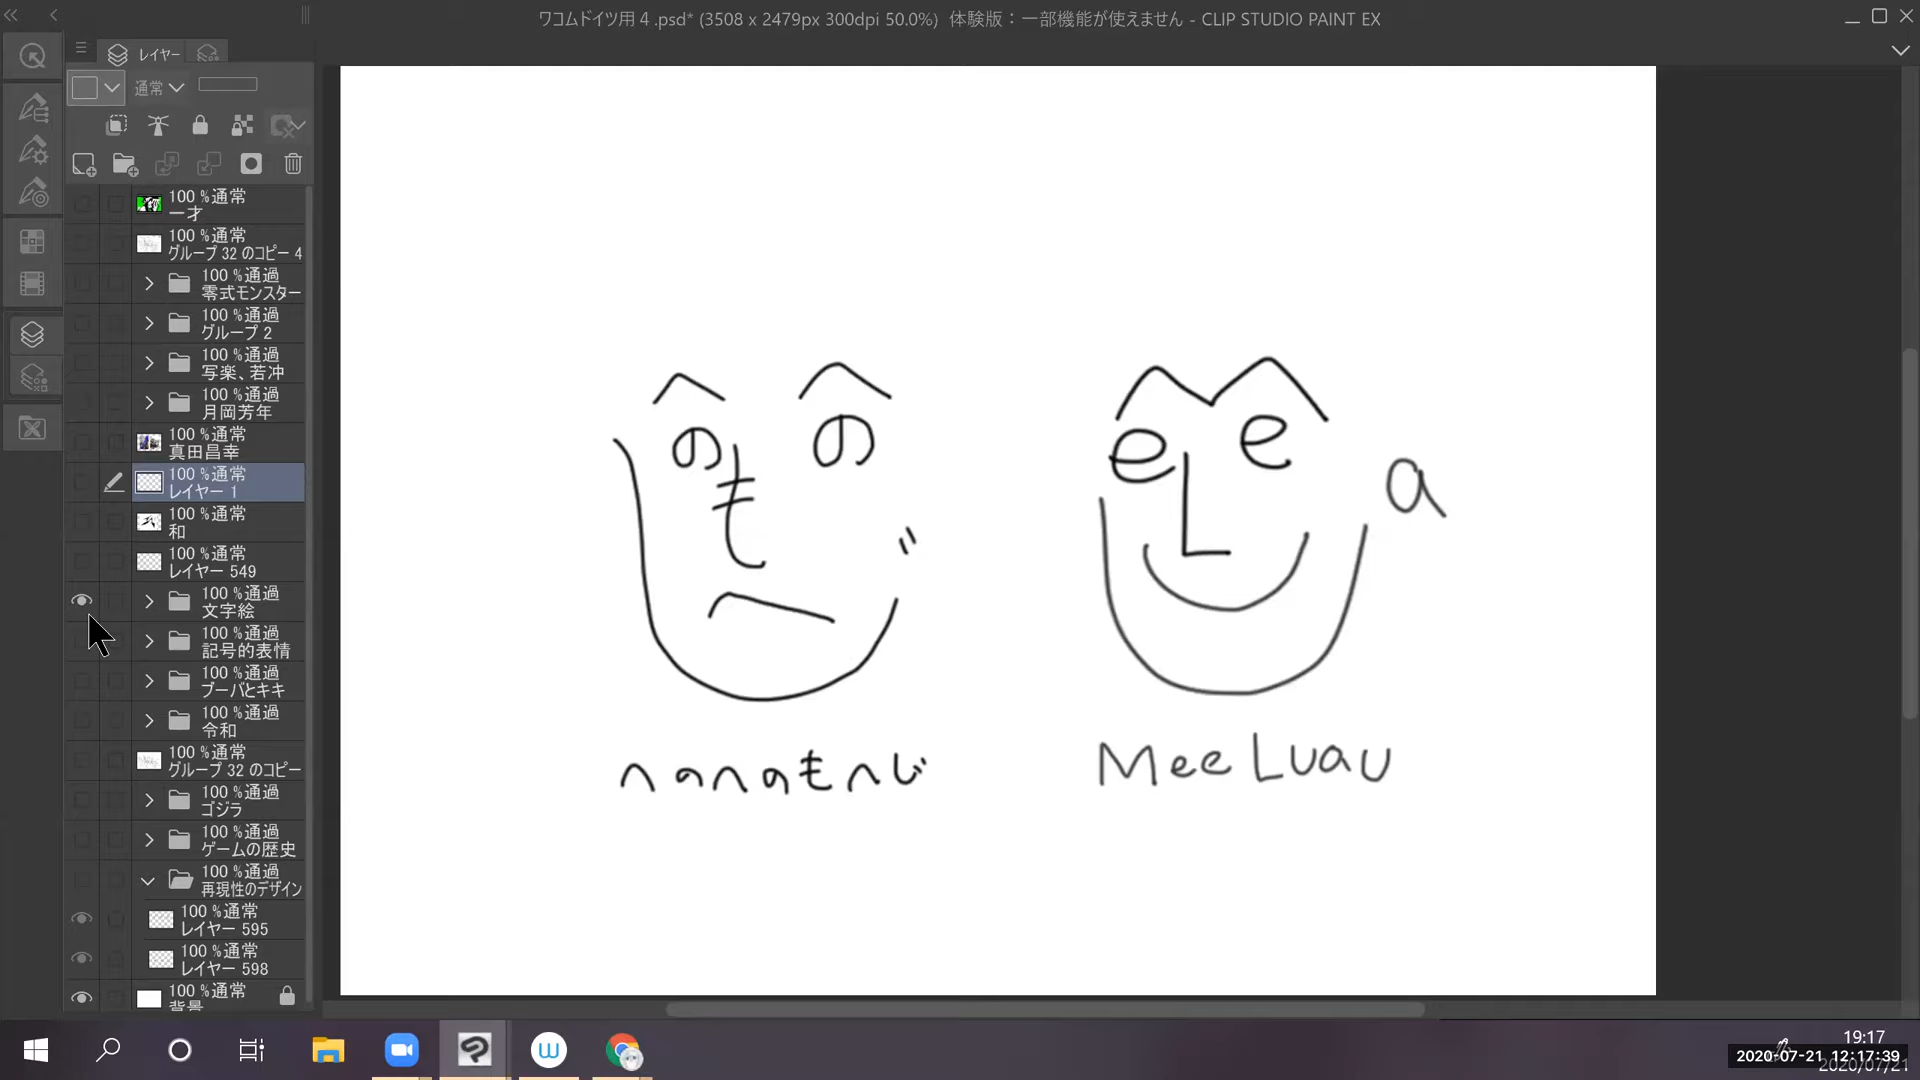 ワコムドイツ用４.psd* (3508 x 2479px 300dpi 50.0%) 体験版：一部機能が使えません - CLIP STUDIO PAINT EX
レイヤー
通常
100 %通常
一才
100 %通常
グループ 32 のコピー 4
100 %通過
零式モンスター
100 %通過
グループ 2
100 %通過
写楽、若冲
100 %通過
月岡芳年
100 %通常
真田昌幸
100 %通常
レイヤー 1
100 %通常
和
100 %通常
レイヤー 549
100 %通過
文字絵
100 %通過
記号的表情
100 %通過
ブーバとキキ
100 %通過
令和
100 %通常
グループ 32 のコピー
100 %通過
ゴジラ
100 %通過
ゲームの歴史
100 %通過
再現性のデザイン
100 %通常
レイヤー 595
100 %通常
レイヤー 598
100 %通常
背景
へ へ
の の
も
へ
じ
M
e e
L
a
U
へのへのもへじ
MeeLuau
19:17
2020-07-21 12:17:39
2020/07/21